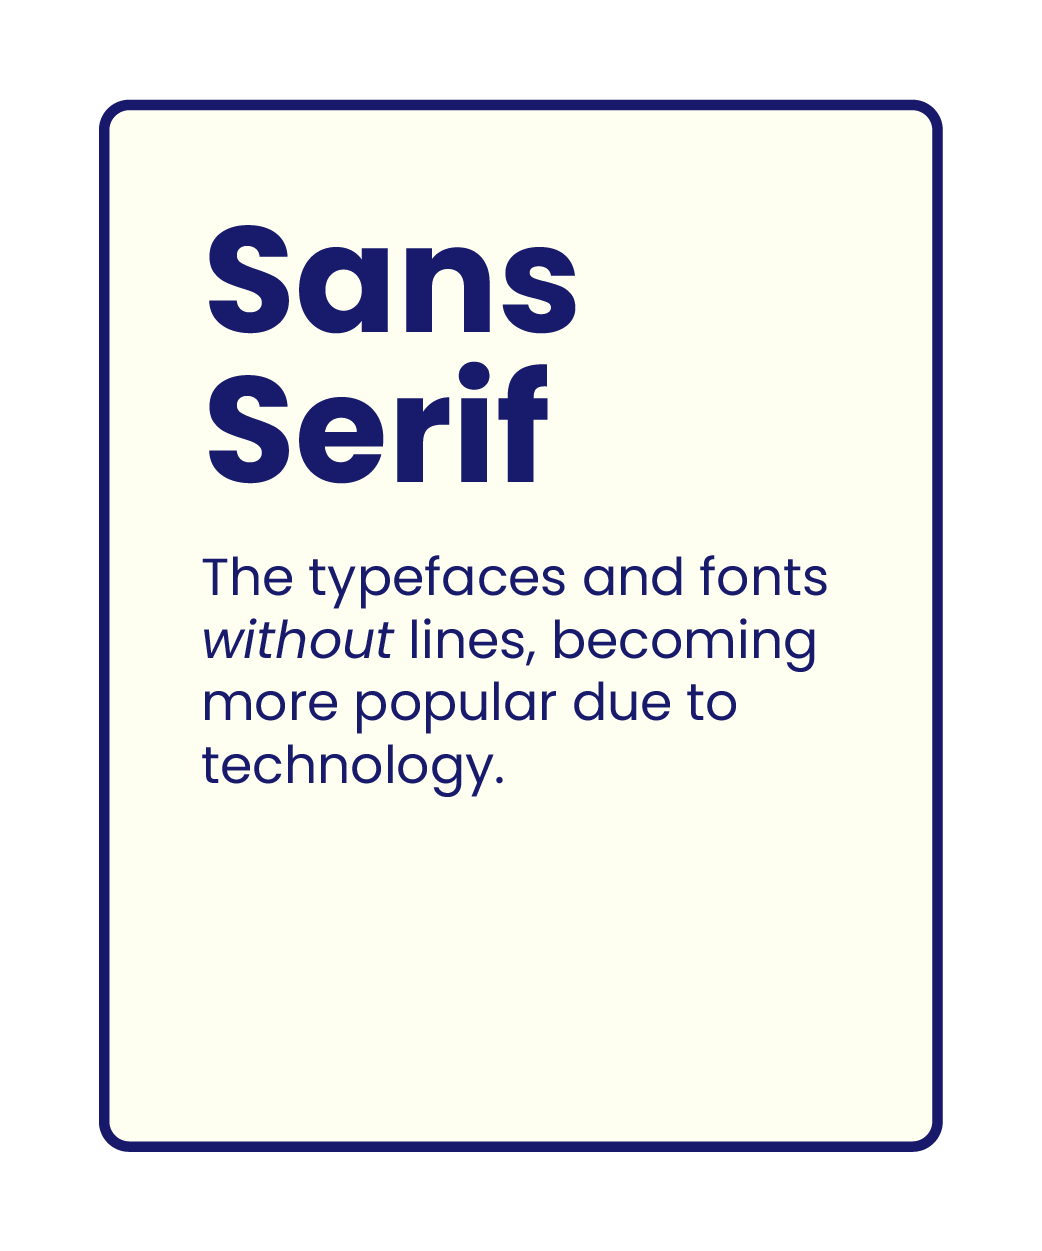 Sans
Serif
The typefaces and fonts
without lines, becoming
more popular due to
technology.